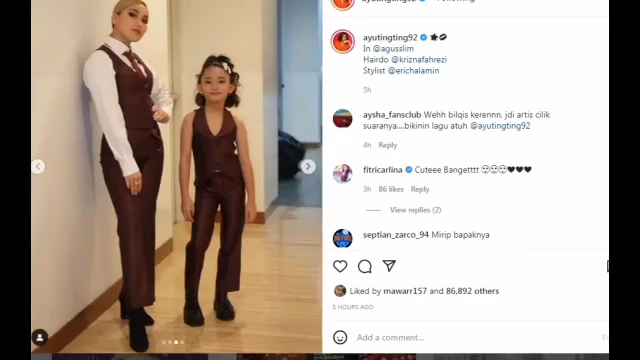 ayutingting92
Following
ayutingting92
In @agusslim
Hairdo @kriznafahrezi
Stylist @erichalamin
5h
aysha_fansclub Wehh bilqis kerennn, jdi artis cilik
suaranya....bikinin lagu atuh @ayutingting92
4h Reply
fitricarlina Cuteee Bangetttt
3h 86 likes Reply
View replies (2)
septian_zarco_94 Mirip bapaknya
Liked by mawarr157 and 86,892 others
5 HOURS AGO
Add a comment...